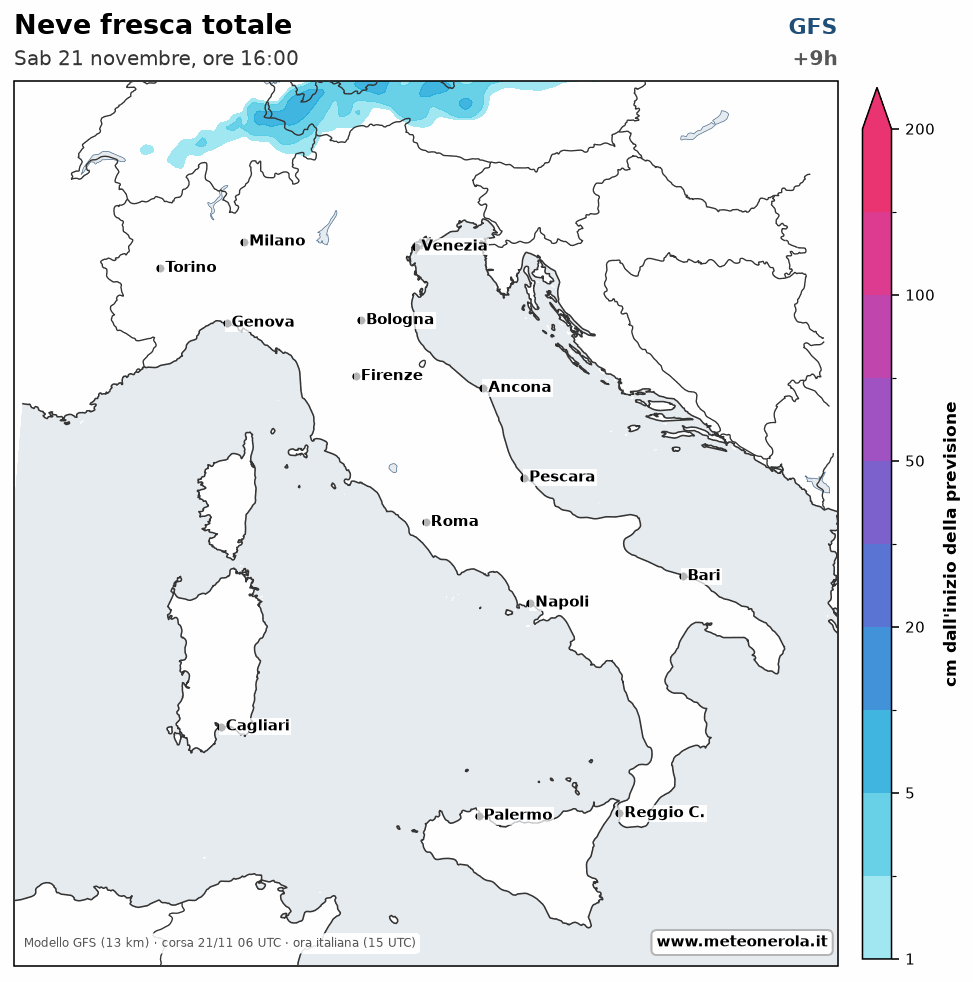 Neve fresca totale
GFS
Sab 21 novembre, ore 16:00
+9h
200
100
50
20
5
1
cm dall'inizio della previsione
Milano
Venezia
Torino
Genova
Bologna
Firenze
Ancona
Pescara
Roma
Bari
Napoli
Cagliari
Palermo
Reggio C.
Modello GFS (13 km) · corsa 21/11 06 UTC · ora italiana (15 UTC)
www.meteonerola.it